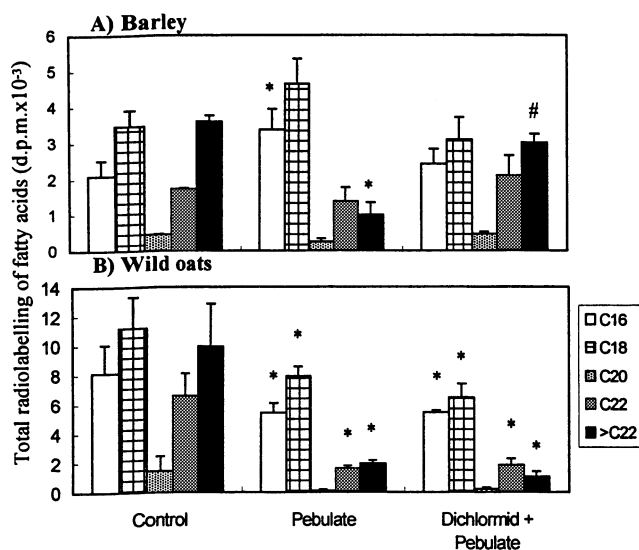 A) Barley
Total radiolabelling of fatty acids (d.p.m.x10⁻³)
6
5
4
3
2
1
0
*
*
#
B) Wild oats
14
12
10
8
6
4
2
0
*
*
*
*
*
*
*
*
C16
C18
C20
C22
>C22
Control
Pebulate
Dichlormid +
Pebulate